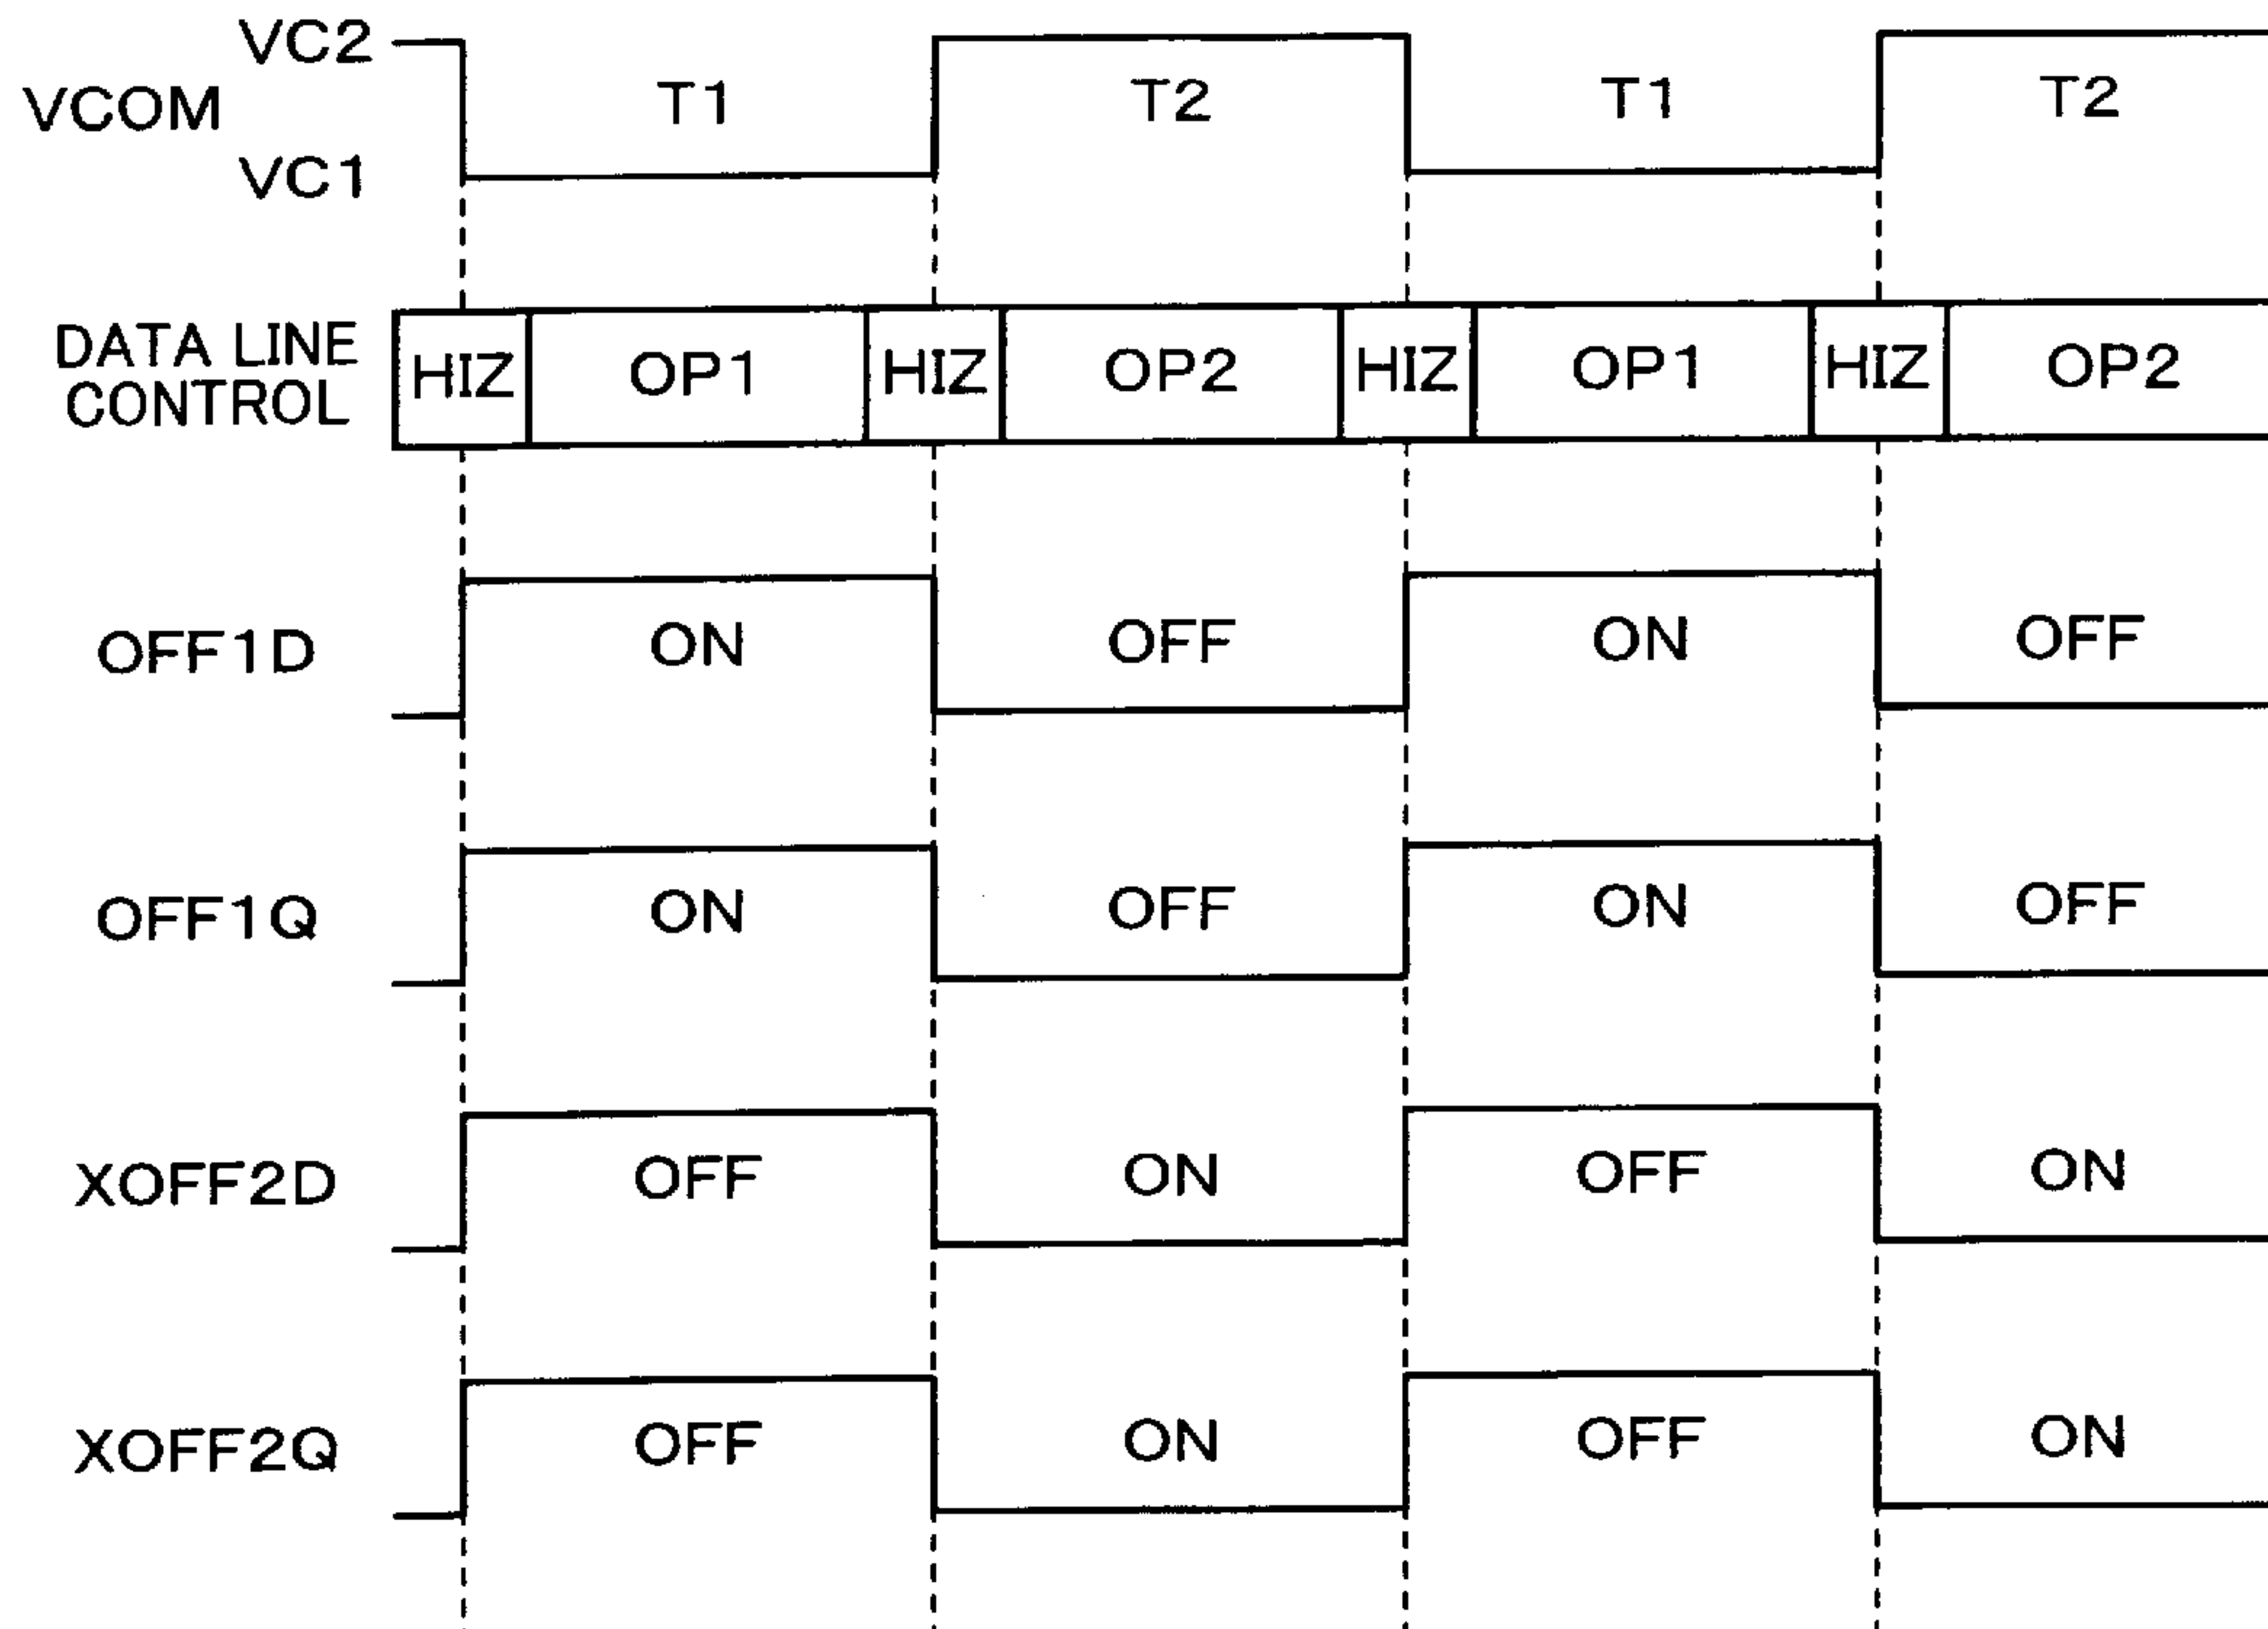 VC2
VCOM
VC1
T1 T2 T1 T2
DATA LINE
CONTROL
HIZ OP1 HIZ OP2 HIZ OP1 HIZ OP2
OFF1D ON OFF ON OFF
OFF1Q ON OFF ON OFF
XOFF2D OFF ON OFF ON
XOFF2Q OFF ON OFF ON